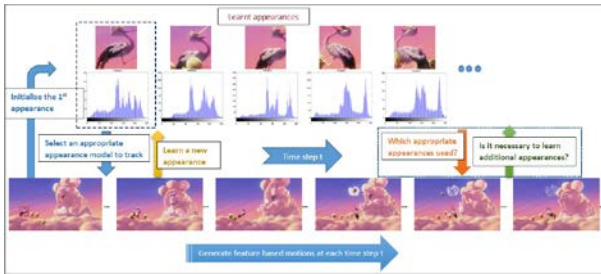 Learnt appearances
Initialise the 1st
appearance
Select an appropriate
appearance model to track
Learn a new
appearance
Time step t
Which appropriate
appearances used?
Is it necessary to learn
additional appearances?
Generate feature based motions at each time step t